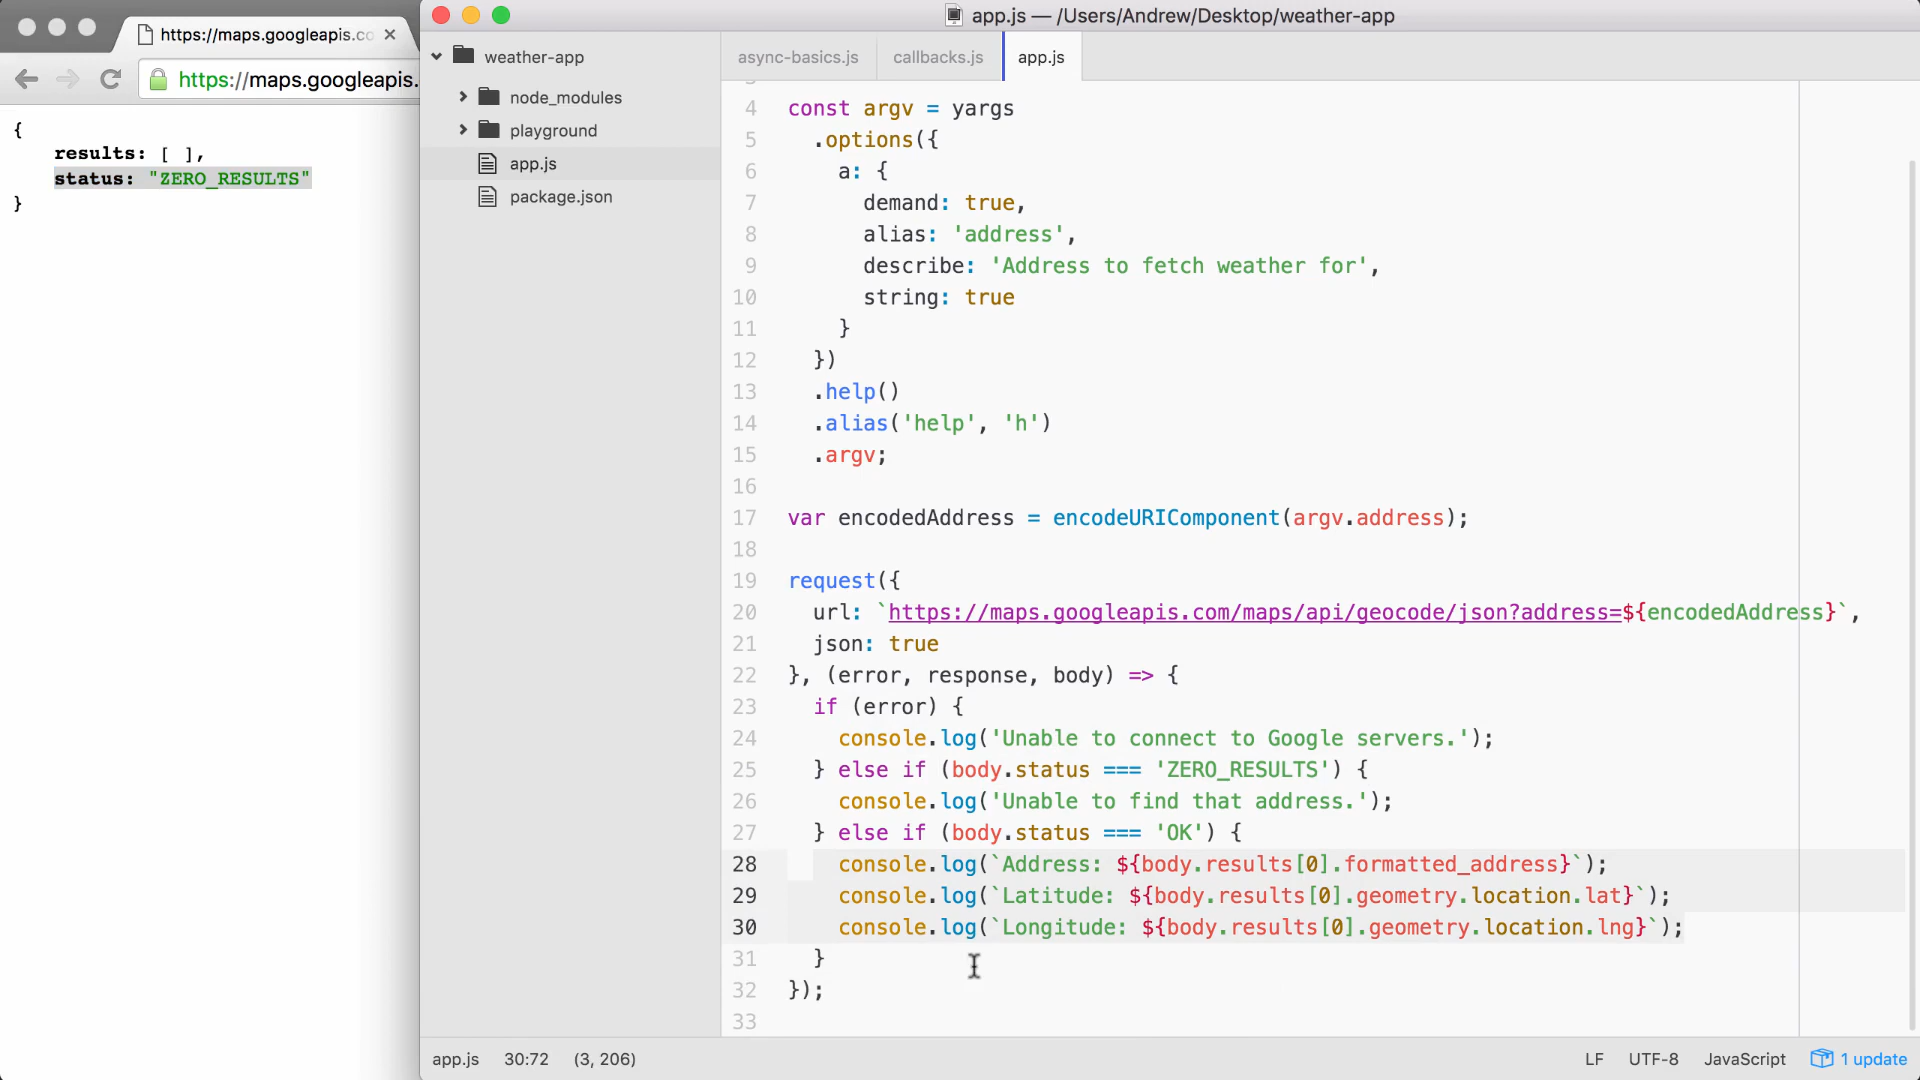 https://maps.googleapis.co
https://maps.googleapis.
{
results: [ ],
status: "ZERO_RESULTS"
}
app.js — /Users/Andrew/Desktop/weather-app
weather-app
node_modules
playground
app.js
package.json
async-basics.js
callbacks.js
app.js
4 const argv = yargs
5 .options({
6 a: {
7 demand: true,
8 alias: 'address',
9 describe: 'Address to fetch weather for',
10 string: true
11 }
12 })
13 .help()
14 .alias('help', 'h')
15 .argv;
16
17 var encodedAddress = encodeURIComponent(argv.address);
18
19 request({
20 url: `https://maps.googleapis.com/maps/api/geocode/json?address=${encodedAddress}`,
21 json: true
22 }, (error, response, body) => {
23 if (error) {
24 console.log('Unable to connect to Google servers.');
25 } else if (body.status === 'ZERO_RESULTS') {
26 console.log('Unable to find that address.');
27 } else if (body.status === 'OK') {
28 console.log(`Address: ${body.results[0].formatted_address}`);
29 console.log(`Latitude: ${body.results[0].geometry.location.lat}`);
30 console.log(`Longitude: ${body.results[0].geometry.location.lng}`);
31 }
32 });
33
app.js 30:72 (3, 206)
LF UTF-8 JavaScript 1 update